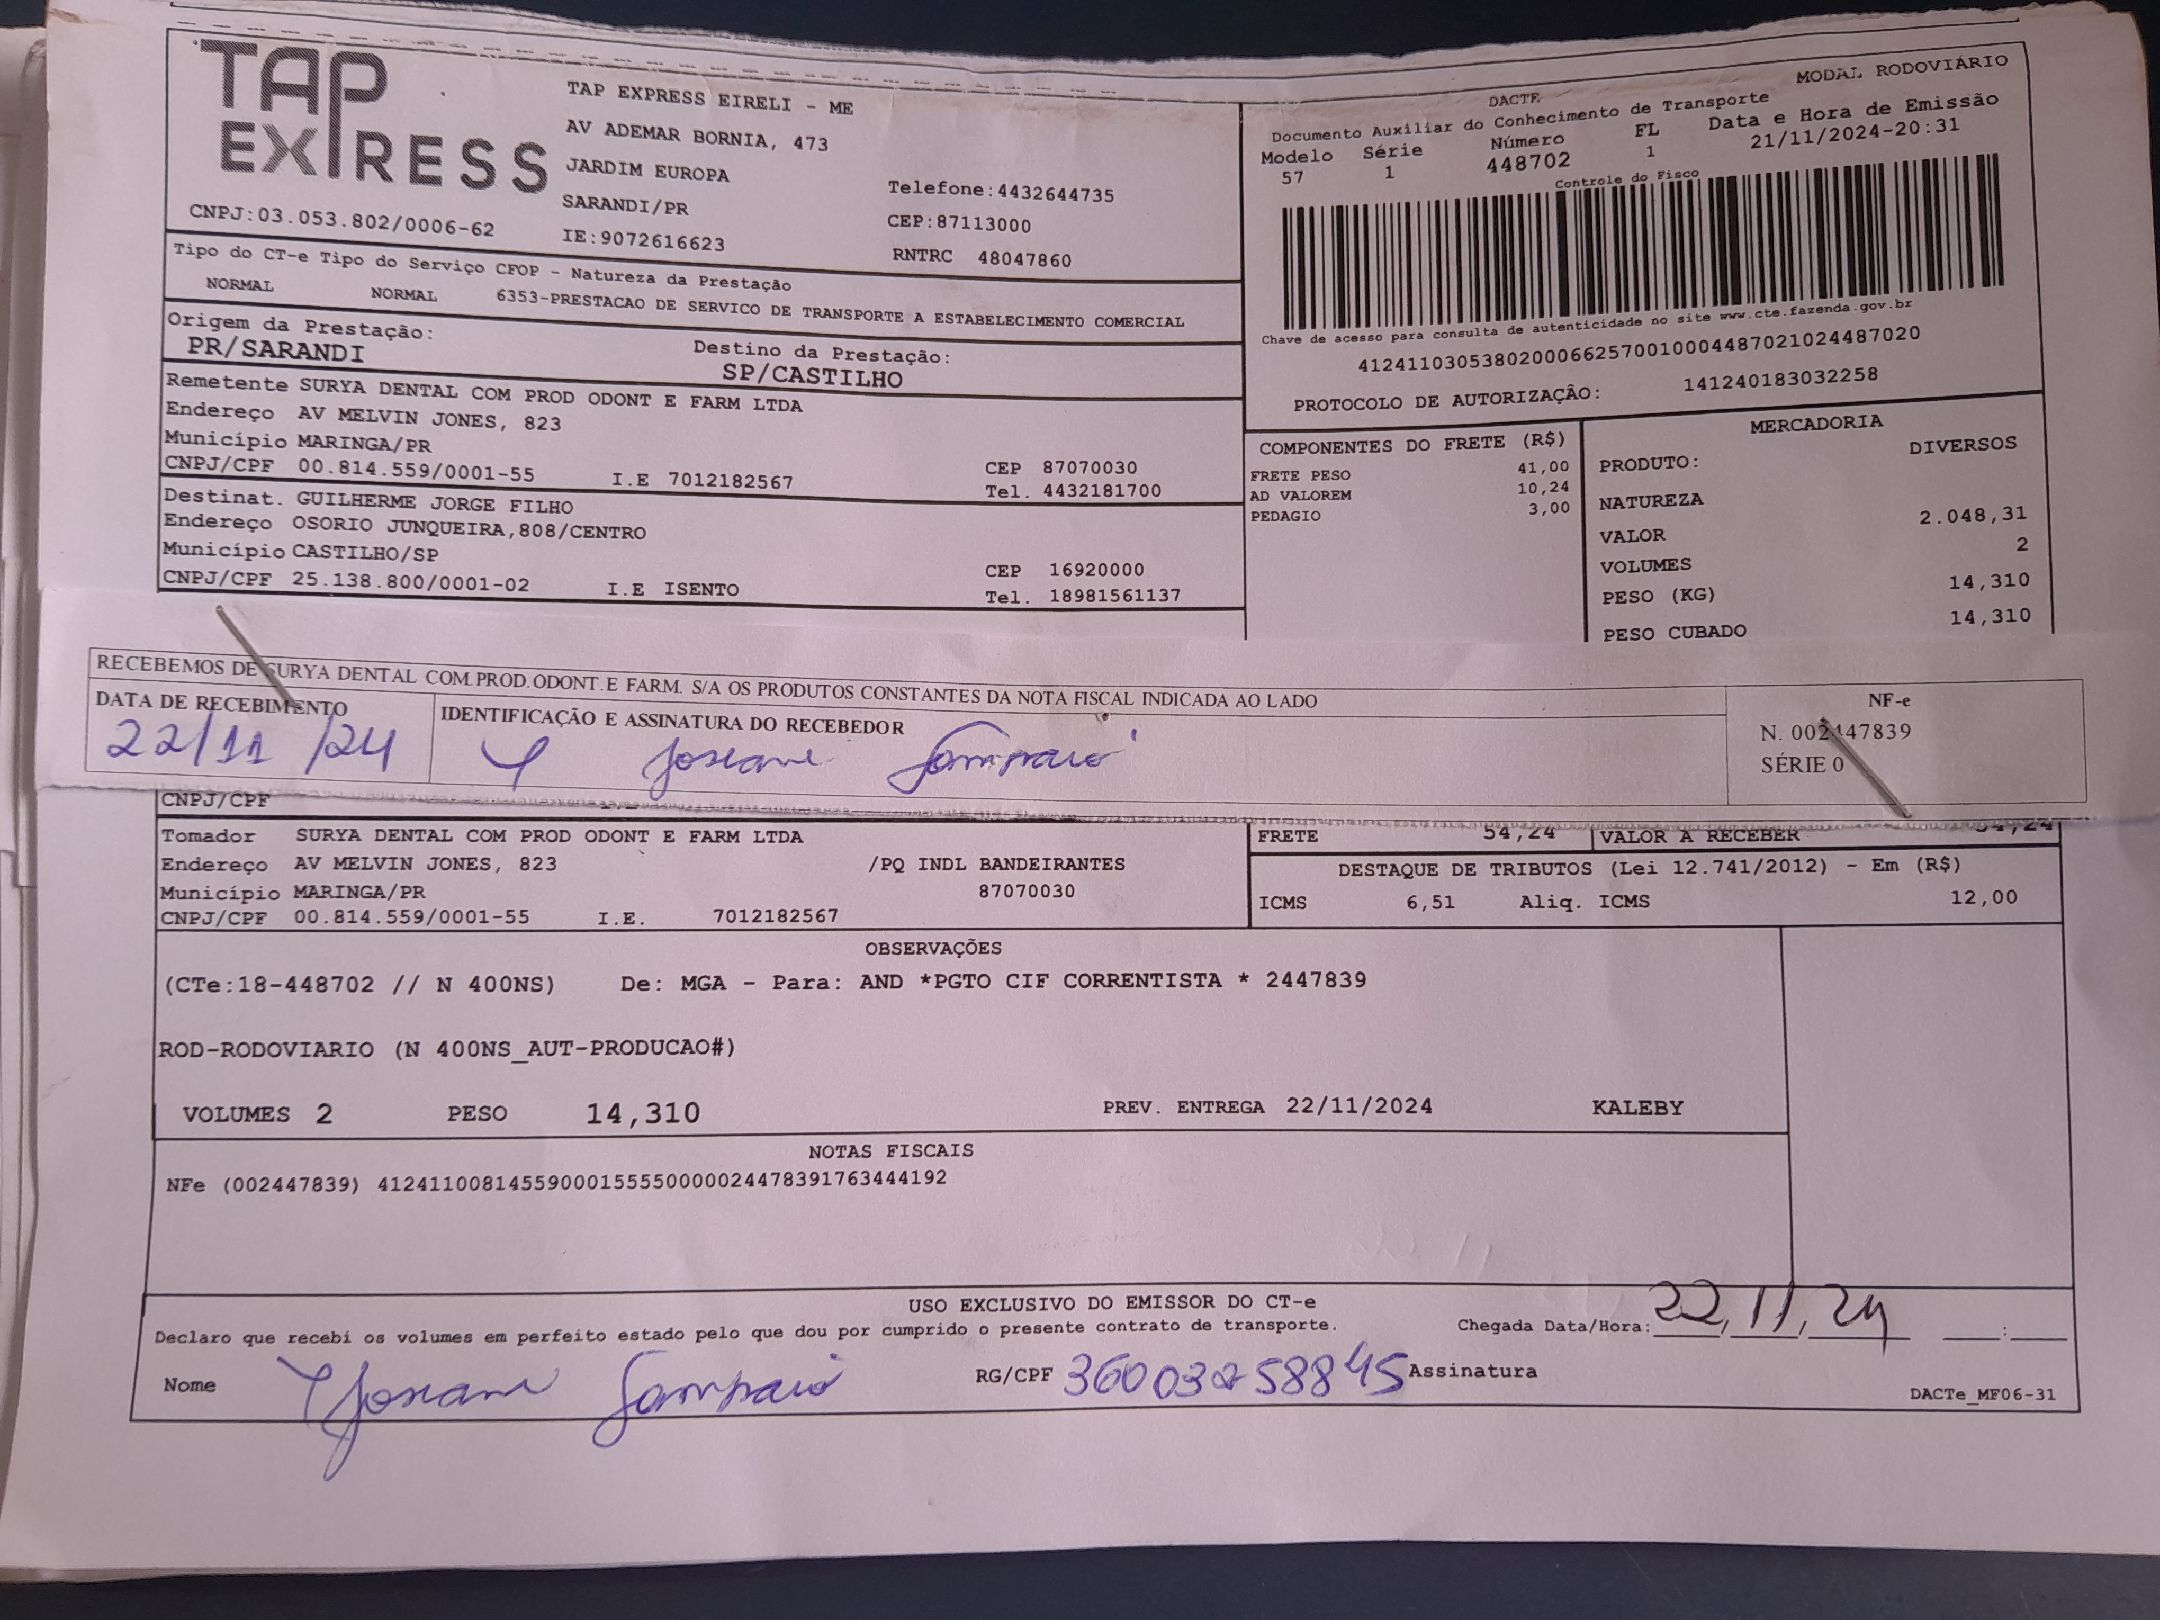 TAP
EXPRESS
CNPJ:03.053.802/0006-62
TAP EXPRESS EIRELI - ME
AV ADEMAR BORNIA, 473
JARDIM EUROPA
SARANDI/PR
IE:9072616623
Telefone:4432644735
CEP:87113000
RNTRC 48047860
MODAL RODOVIÁRIO
DACTE
Documento Auxiliar do Conhecimento de Transporte
Modelo Série Número FL Data e Hora de Emissão
57 1 448702 1 21/11/2024-20:31
Controle do Fisco
Chave de acesso para consulta de autenticidade no site www.cte.fazenda.gov.br
41241103053802000662570010004487021024487020
PROTOCOLO DE AUTORIZAÇÃO: 141240183032258
Tipo do CT-e Tipo do Serviço CFOP - Natureza da Prestação
NORMAL NORMAL 6353-PRESTACAO DE SERVICO DE TRANSPORTE A ESTABELECIMENTO COMERCIAL
Origem da Prestação: Destino da Prestação:
PR/SARANDI SP/CASTILHO
Remetente SURYA DENTAL COM PROD ODONT E FARM LTDA
Endereço AV MELVIN JONES, 823
Município MARINGA/PR CEP 87070030
CNPJ/CPF 00.814.559/0001-55 I.E 7012182567 Tel. 4432181700
Destinat. GUILHERME JORGE FILHO
Endereço OSORIO JUNQUEIRA,808/CENTRO
Município CASTILHO/SP CEP 16920000
CNPJ/CPF 25.138.800/0001-02 I.E ISENTO Tel. 18981561137
COMPONENTES DO FRETE (R$)
FRETE PESO 41,00
AD VALOREM 10,24
PEDAGIO 3,00
MERCADORIA
PRODUTO: DIVERSOS
NATUREZA
VALOR 2.048,31
VOLUMES 2
PESO (KG) 14,310
PESO CUBADO 14,310
RECEBEMOS DE SURYA DENTAL COM.PROD.ODONT.E FARM. S/A OS PRODUTOS CONSTANTES DA NOTA FISCAL INDICADA AO LADO
DATA DE RECEBIMENTO IDENTIFICAÇÃO E ASSINATURA DO RECEBEDOR
22/11/24 Josiane Sampaio
NF-e
N. 002447839
SÉRIE 0
CNPJ/CPF
Tomador SURYA DENTAL COM PROD ODONT E FARM LTDA
Endereço AV MELVIN JONES, 823 /PQ INDL BANDEIRANTES
Município MARINGA/PR 87070030
CNPJ/CPF 00.814.559/0001-55 I.E. 7012182567
FRETE 54,24 VALOR A RECEBER 54,24
DESTAQUE DE TRIBUTOS (Lei 12.741/2012) - Em (R$)
ICMS 6,51 Aliq. ICMS 12,00
OBSERVAÇÕES
(CTe:18-448702 // N 400NS) De: MGA - Para: AND *PGTO CIF CORRENTISTA * 2447839
ROD-RODOVIARIO (N 400NS_AUT-PRODUCAO#)
VOLUMES 2 PESO 14,310 PREV. ENTREGA 22/11/2024 KALEBY
NOTAS FISCAIS
NFe (002447839) 41241100814559000155550000024478391763444192
USO EXCLUSIVO DO EMISSOR DO CT-e
Declaro que recebi os volumes em perfeito estado pelo que dou por cumprido o presente contrato de transporte. Chegada Data/Hora: 22/11/24 :
Nome Josiane Sampaio RG/CPF 36003258845 Assinatura
DACTe_MF06-31